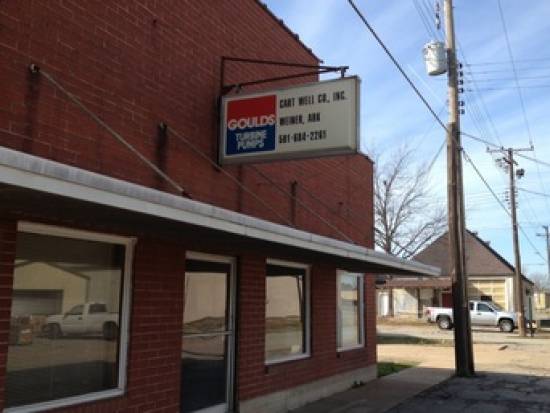 GOULDS
TURBINE
PUMPS
CART WELL CO., INC.
WEINER, ARK
501-684-2261